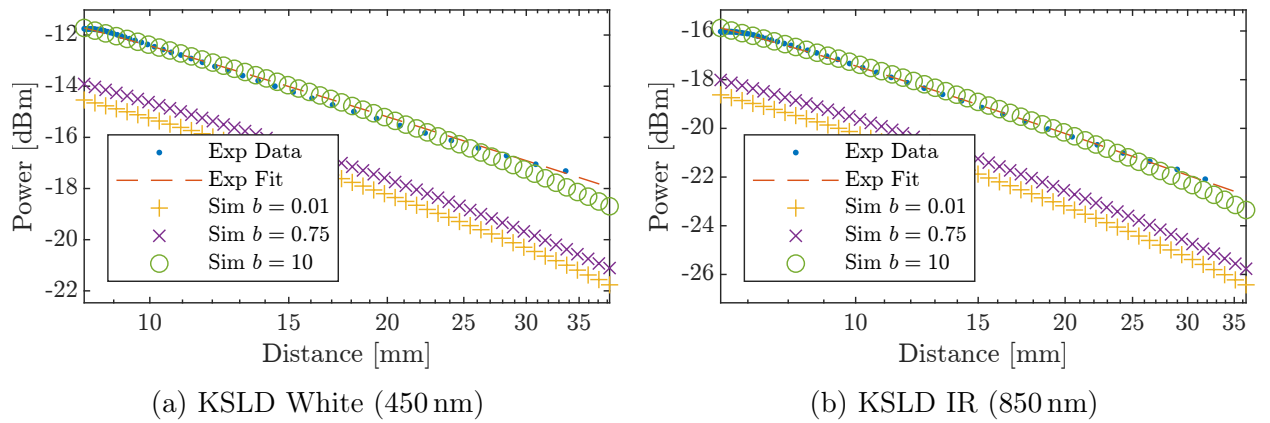 -12
-14
-16
-18
-20
-22
Power [dBm]
Exp Data
Exp Fit
Sim b = 0.01
Sim b = 0.75
Sim b = 10
10 15 20 25 30 35
Distance [mm]
(a) KSLD White (450 nm)
-16
-18
-20
-22
-24
-26
Power [dBm]
Exp Data
Exp Fit
Sim b = 0.01
Sim b = 0.75
Sim b = 10
10 15 20 25 30 35
Distance [mm]
(b) KSLD IR (850 nm)